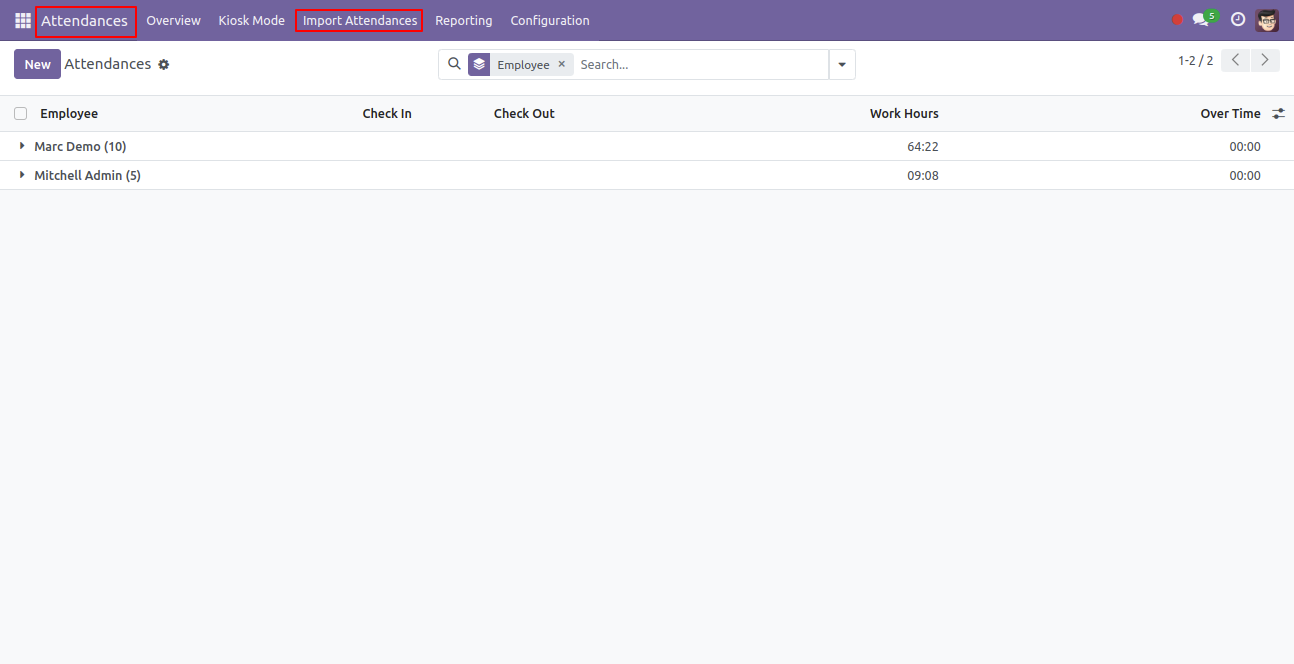 Attendances Overview Kiosk Mode Import Attendances Reporting Configuration 5
New Attendances Employee × Search... 1-2 / 2
Employee Check In Check Out Work Hours Over Time
Marc Demo (10) 64:22 00:00
Mitchell Admin (5) 09:08 00:00